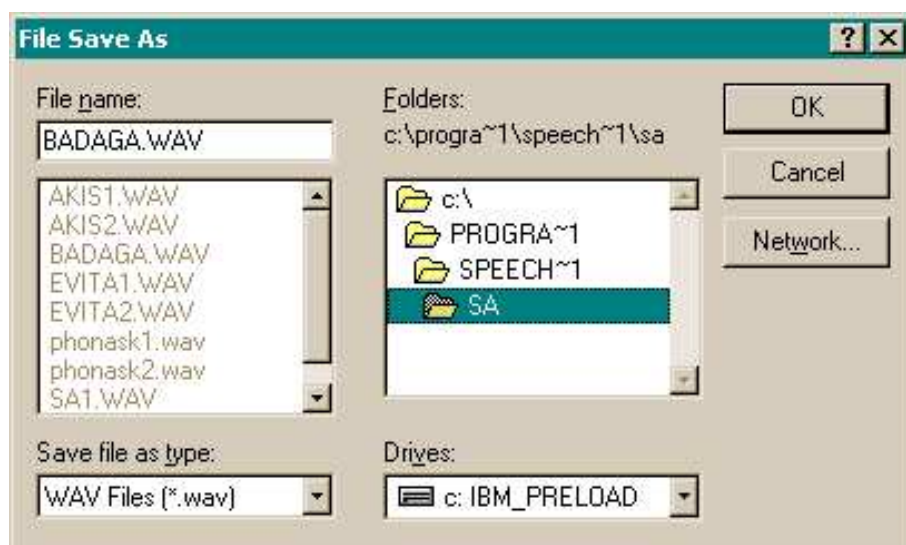 File Save As
File name:
BADAGA.WAV
AKIS1.WAV
AKIS2.WAV
BADAGA.WAV
EVITA1.WAV
EVITA2.WAV
phonask1.wav
phonask2.wav
SA1.WAV
Save file as type:
WAV Files (*.wav)
Folders:
c:\progra~1\speech~1\sa
c:\
PROGRA~1
SPEECH~1
SA
Drives:
c: IBM_PRELOAD
OK
Cancel
Network...